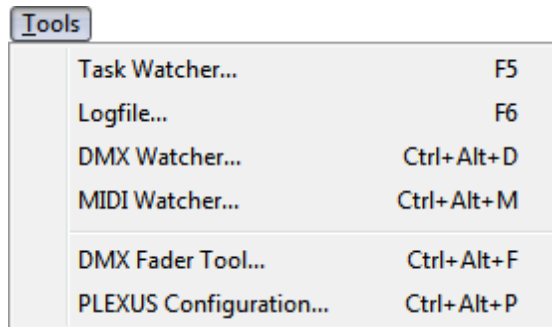 Tools
Task Watcher... F5
Logfile... F6
DMX Watcher... Ctrl+Alt+D
MIDI Watcher... Ctrl+Alt+M
DMX Fader Tool... Ctrl+Alt+F
PLEXUS Configuration... Ctrl+Alt+P